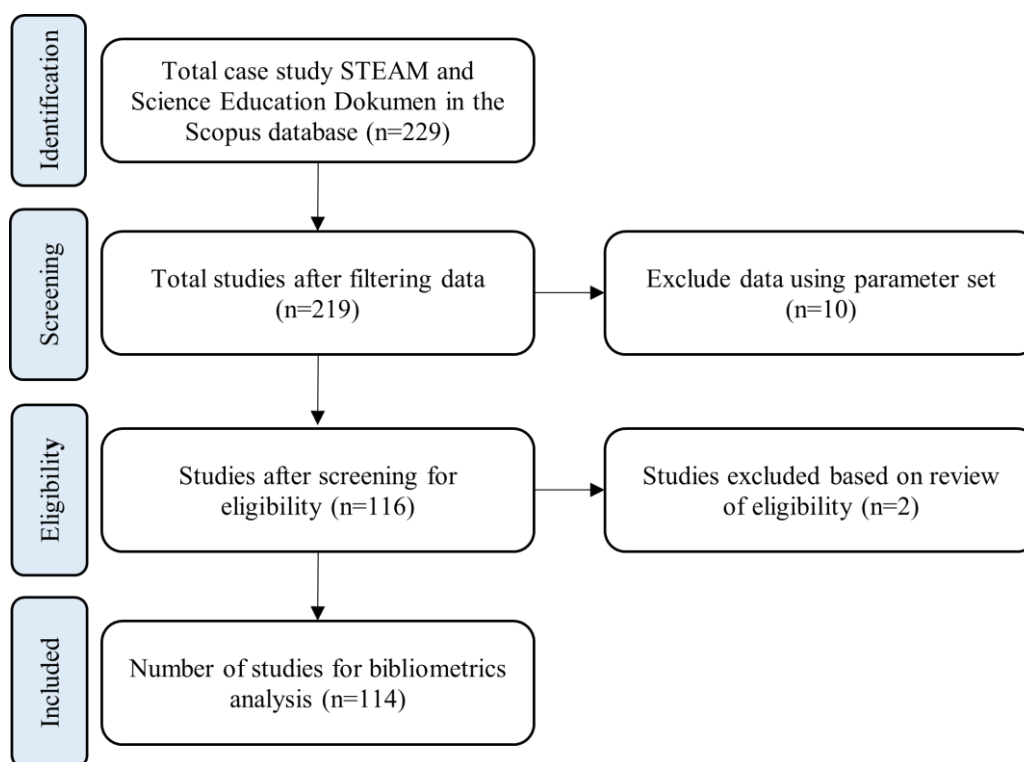 Identification
Total case study STEAM and
Science Education Dokumen in the
Scopus database (n=229)
Screening
Total studies after filtering data
(n=219)
Exclude data using parameter set
(n=10)
Eligibility
Studies after screening for
eligibility (n=116)
Studies excluded based on review
of eligibility (n=2)
Included
Number of studies for bibliometrics
analysis (n=114)